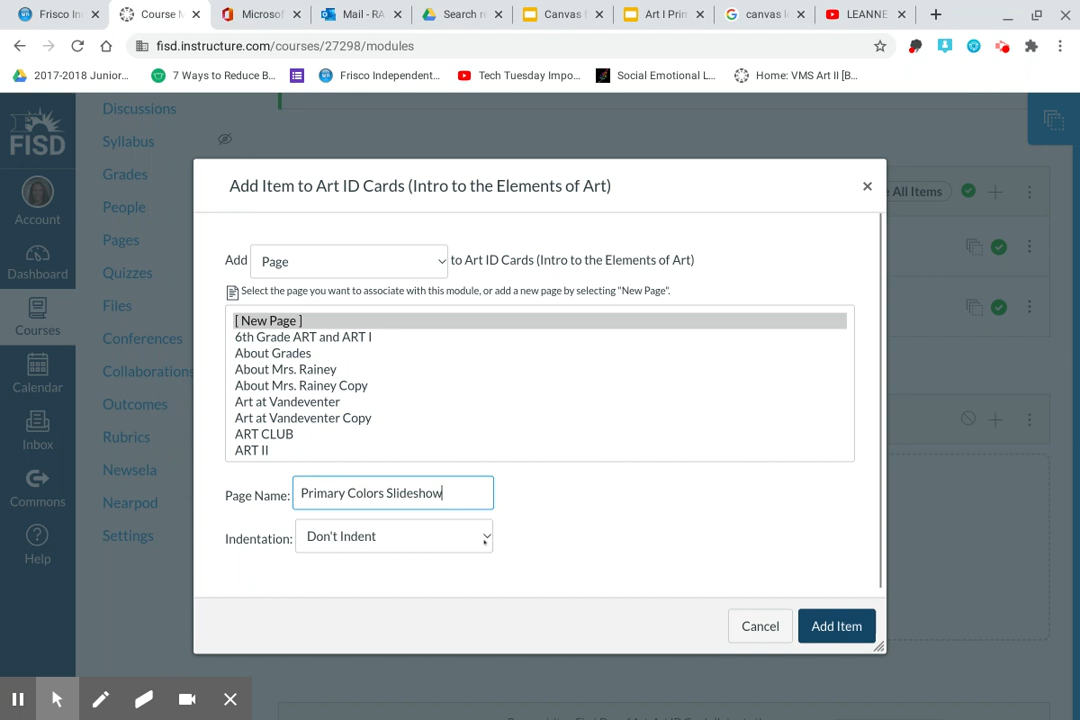 Frisco In
Course M
Microsof
Mail - RA
Search re
Canvas f
Art I Prim
canvas l
LEANNE
fisd.instructure.com/courses/27298/modules
2017-2018 Junior...
7 Ways to Reduce B...
Frisco Independent...
Tech Tuesday Impo...
Social Emotional L...
Home: VMS Art II [B...
FISD
Account
Dashboard
Courses
Calendar
Inbox
Commons
Help
Discussions
Syllabus
Grades
People
Pages
Quizzes
Files
Conferences
Collaborations
Outcomes
Rubrics
Newsela
Nearpod
Settings
All Items
Add Item to Art ID Cards (Intro to the Elements of Art)
Add Page to Art ID Cards (Intro to the Elements of Art)
Select the page you want to associate with this module, or add a new page by selecting "New Page".
[ New Page ]
6th Grade ART and ART I
About Grades
About Mrs. Rainey
About Mrs. Rainey Copy
Art at Vandeventer
Art at Vandeventer Copy
ART CLUB
ART II
Page Name: Primary Colors Slideshow
Indentation: Don't Indent
Cancel Add Item